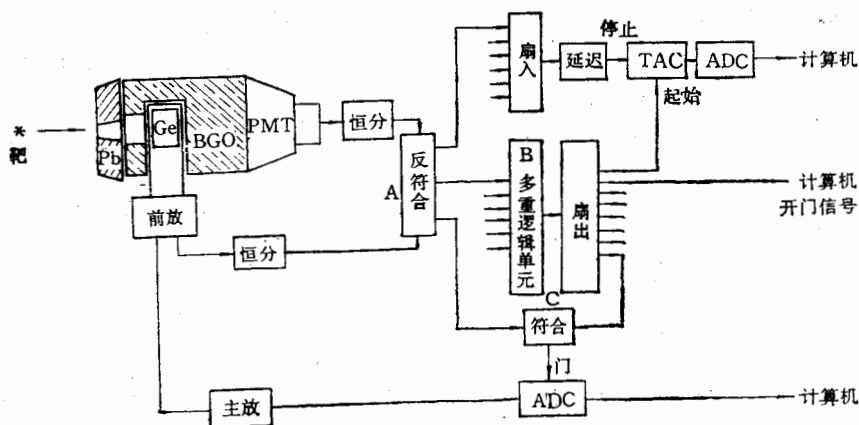 停止
扇入
延迟
TAC
ADC
计算机
起始
*
靶
Pb
Ge
BGO
PMT
恒分
A
反符合
B
多重逻辑单元
扇出
计算机
开门信号
前放
恒分
C
符合
门
主放
ADC
计算机